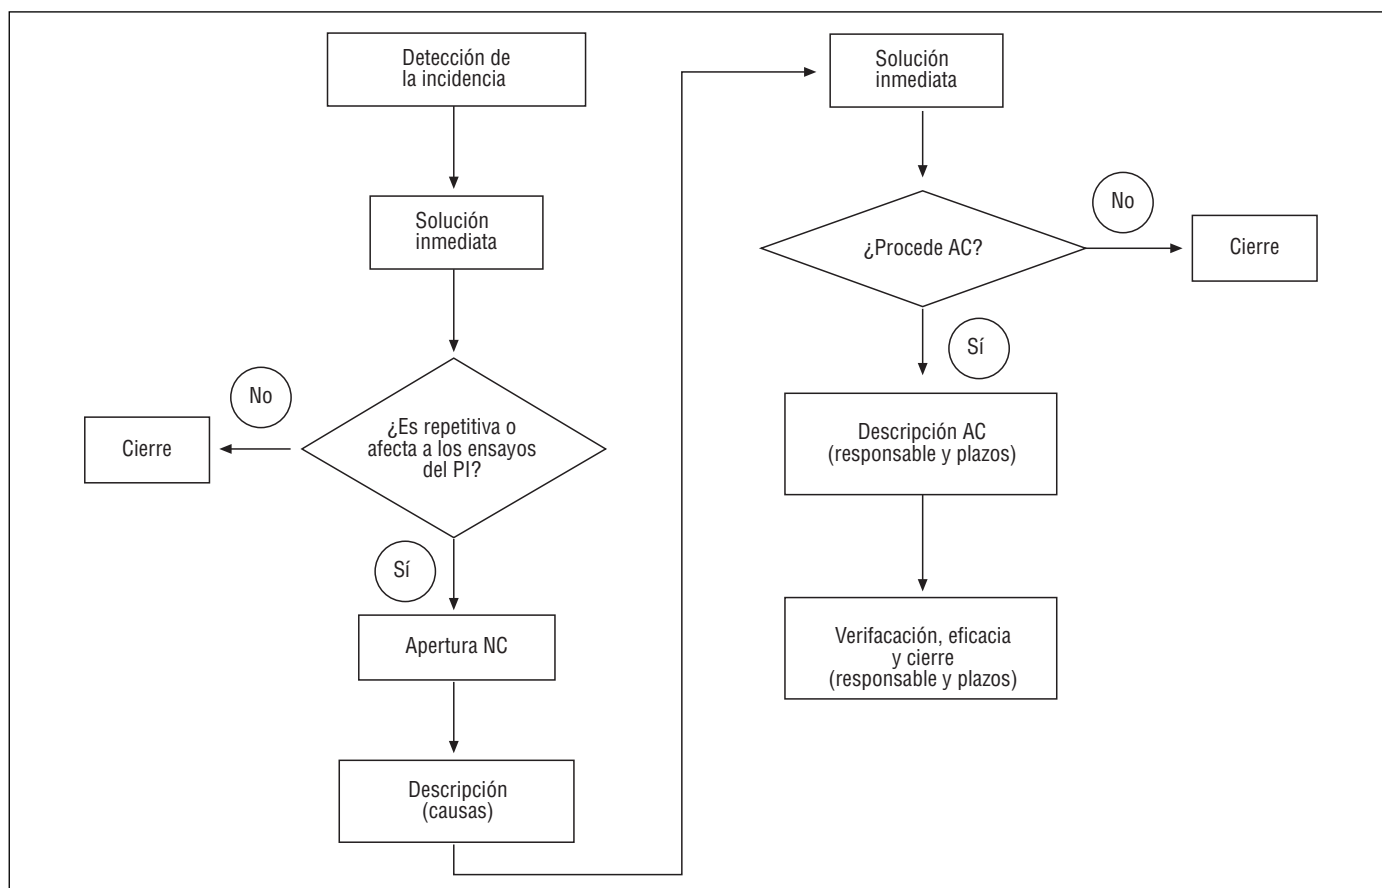 Detección de
la incidencia
Solución
inmediata
¿Es repetitiva o
afecta a los ensayos
del PI?
No
Cierre
Sí
Apertura NC
Descripción
(causas)
Solución
inmediata
¿Procede AC?
No
Cierre
Sí
Descripción AC
(responsable y plazos)
Verifacación, eficacia
y cierre
(responsable y plazos)